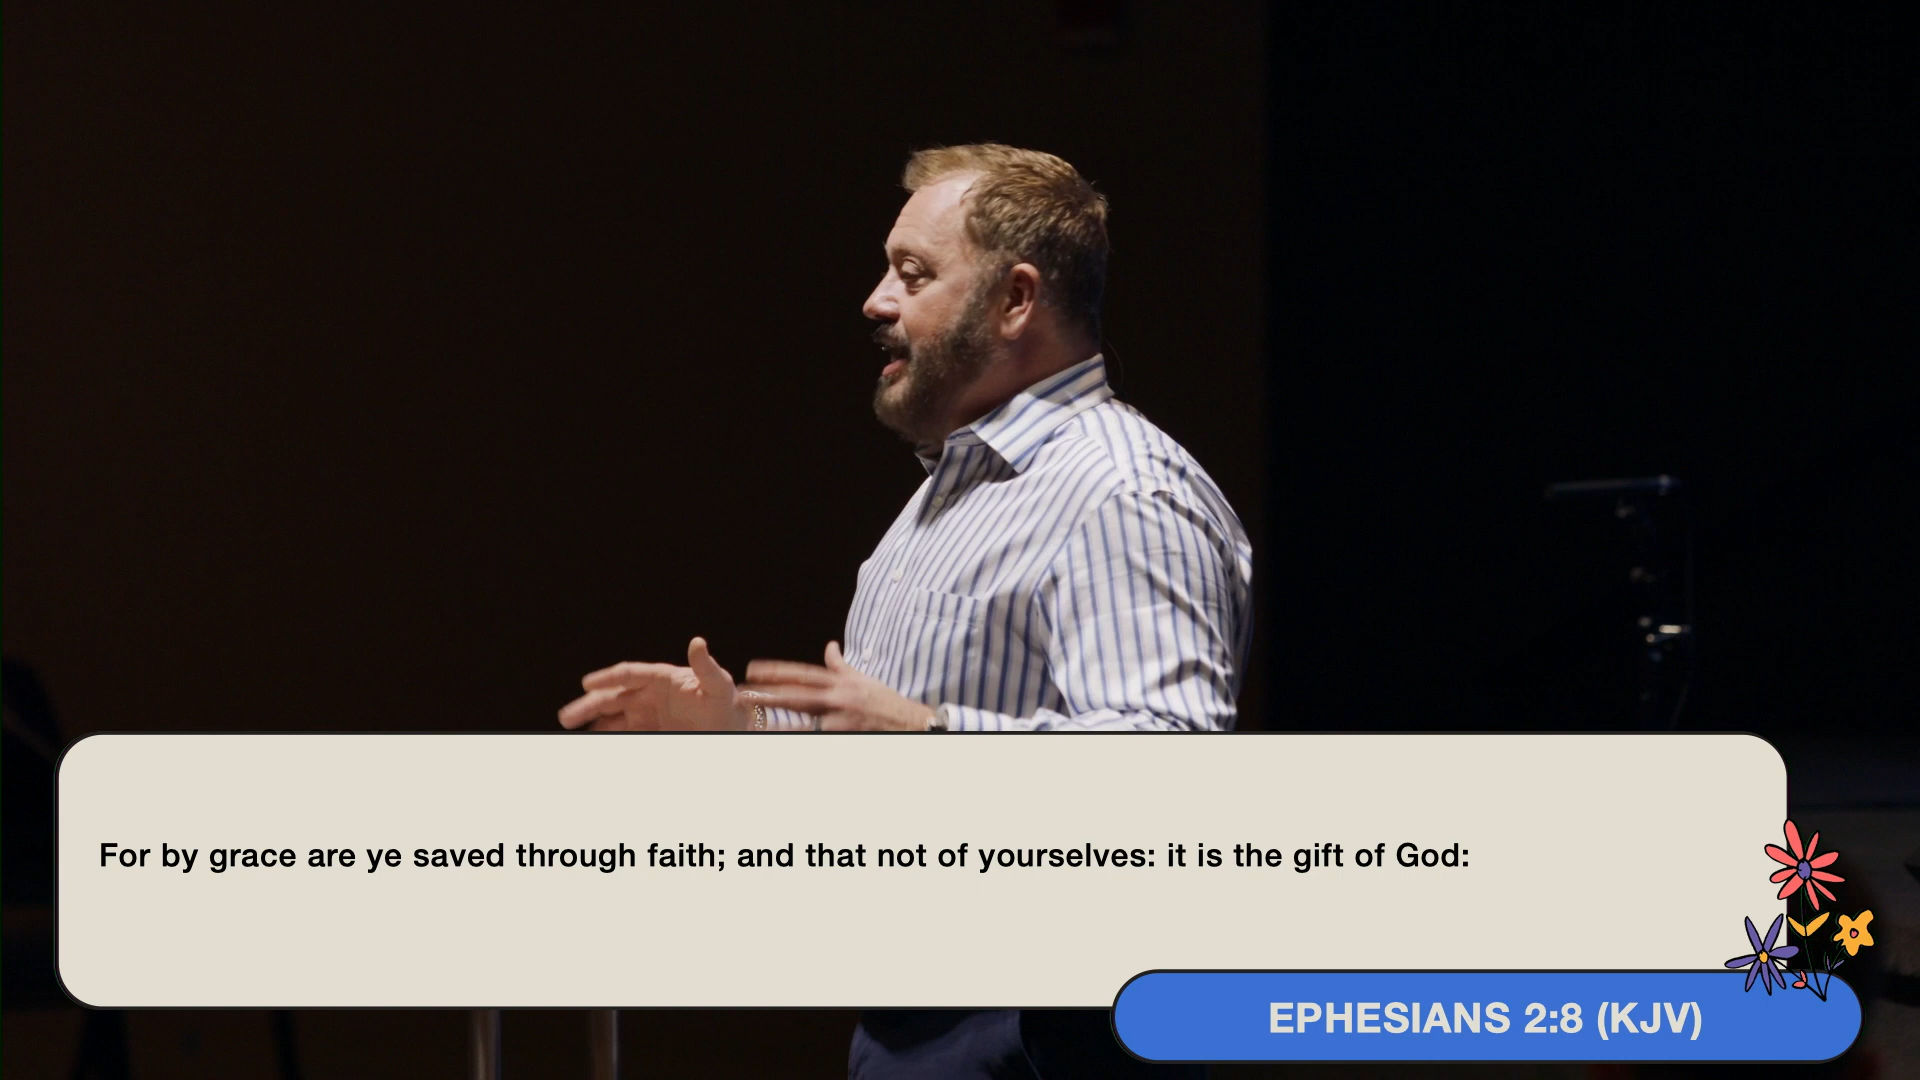 For by grace are ye saved through faith; and that not of yourselves: it is the gift of God:
EPHESIANS 2:8 (KJV)